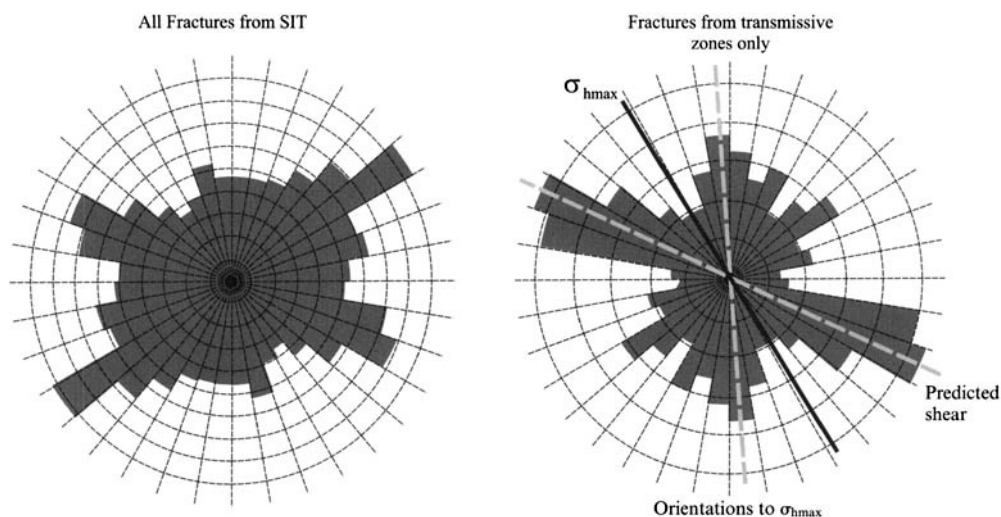 All Fractures from SIT
Fractures from transmissive
zones only
σhmax
Predicted
shear
Orientations to σhmax